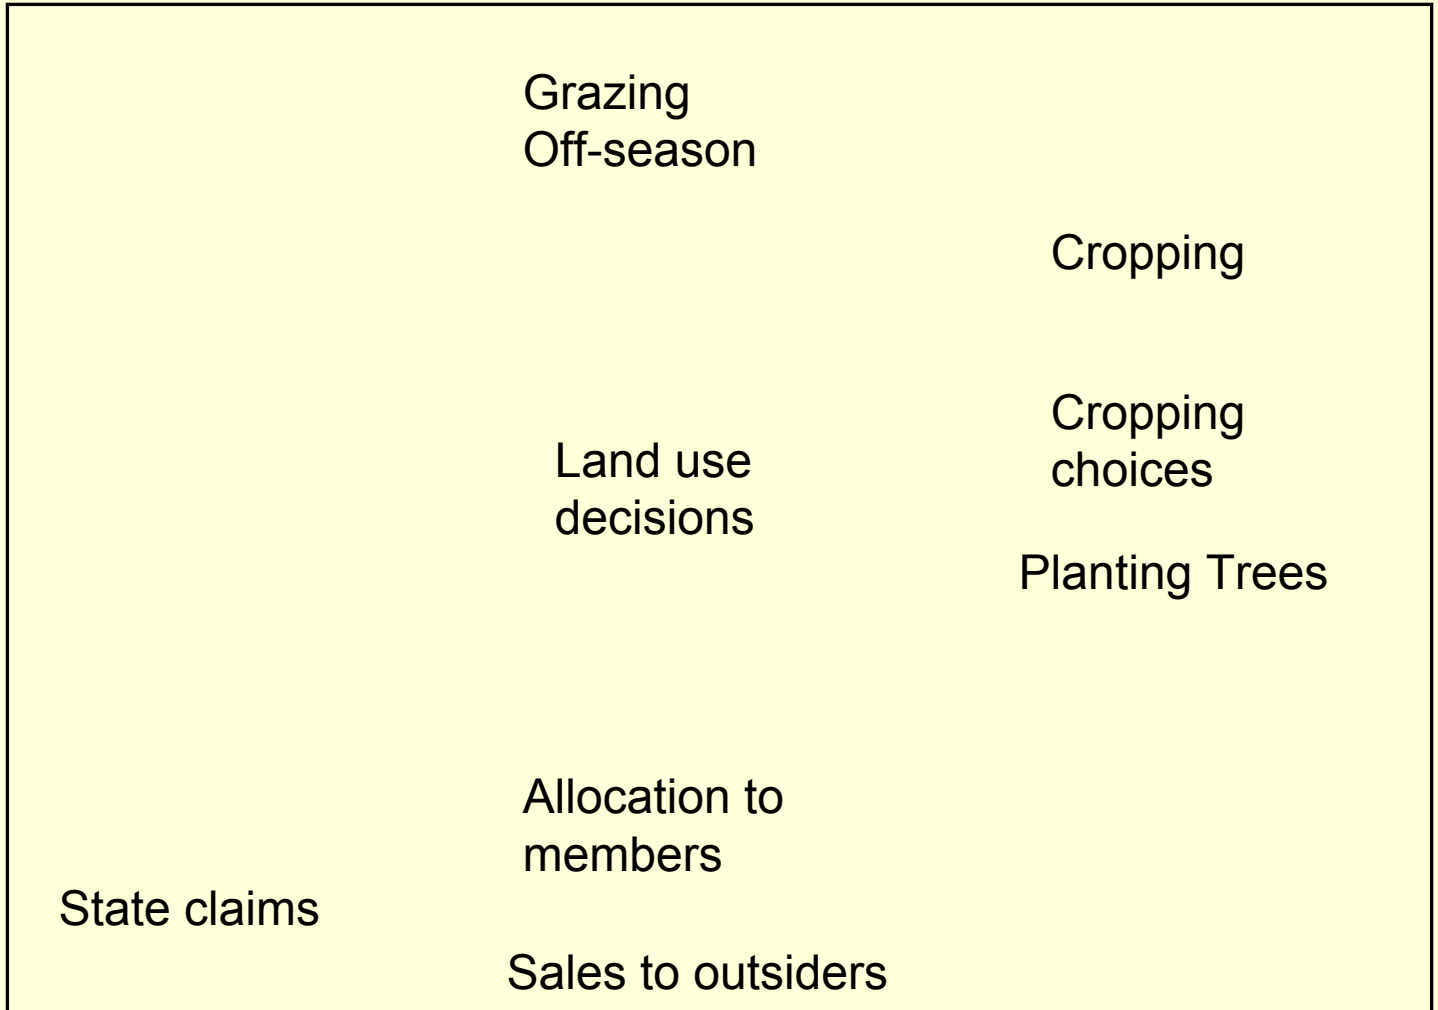 Grazing
Off-season
Cropping
Cropping
choices
Land use
decisions
Planting Trees
Allocation to
members
State claims
Sales to outsiders